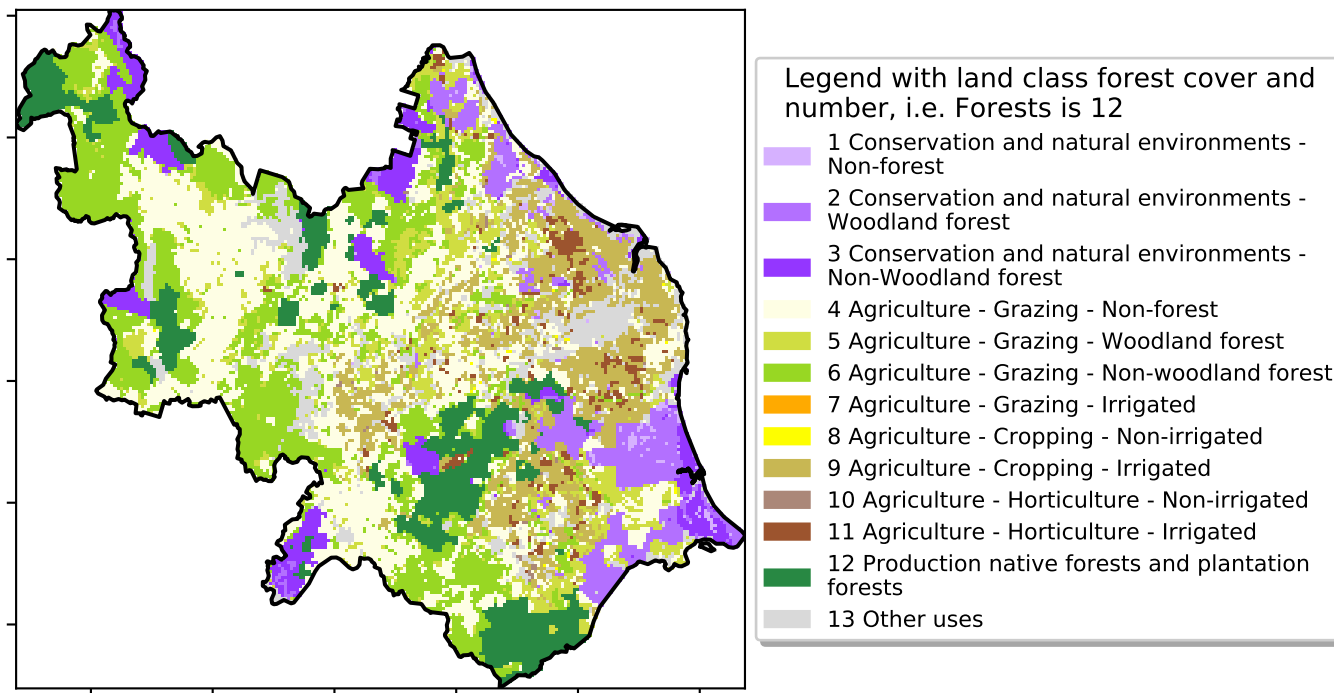 Legend with land class forest cover and
number, i.e. Forests is 12
1 Conservation and natural environments -
Non-forest
2 Conservation and natural environments -
Woodland forest
3 Conservation and natural environments -
Non-Woodland forest
4 Agriculture - Grazing - Non-forest
5 Agriculture - Grazing - Woodland forest
6 Agriculture - Grazing - Non-woodland forest
7 Agriculture - Grazing - Irrigated
8 Agriculture - Cropping - Non-irrigated
9 Agriculture - Cropping - Irrigated
10 Agriculture - Horticulture - Non-irrigated
11 Agriculture - Horticulture - Irrigated
12 Production native forests and plantation
forests
13 Other uses